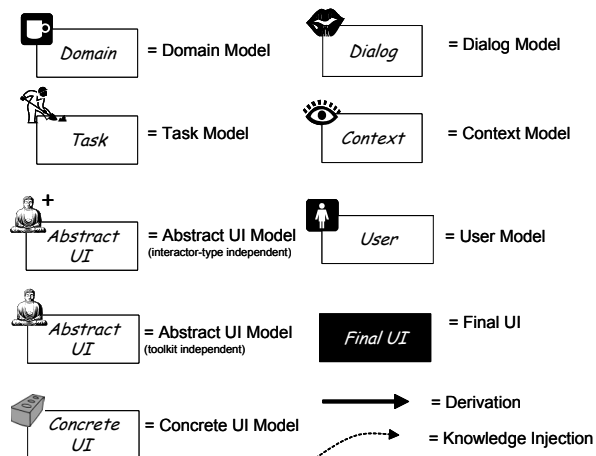 Domain
= Domain Model
Dialog
= Dialog Model
Task
= Task Model
Context
= Context Model
+
Abstract
UI
= Abstract UI Model
(interactor-type independent)
User
= User Model
Abstract
UI
= Abstract UI Model
(toolkit independent)
Final UI
= Final UI
Concrete
UI
= Concrete UI Model
= Derivation
= Knowledge Injection